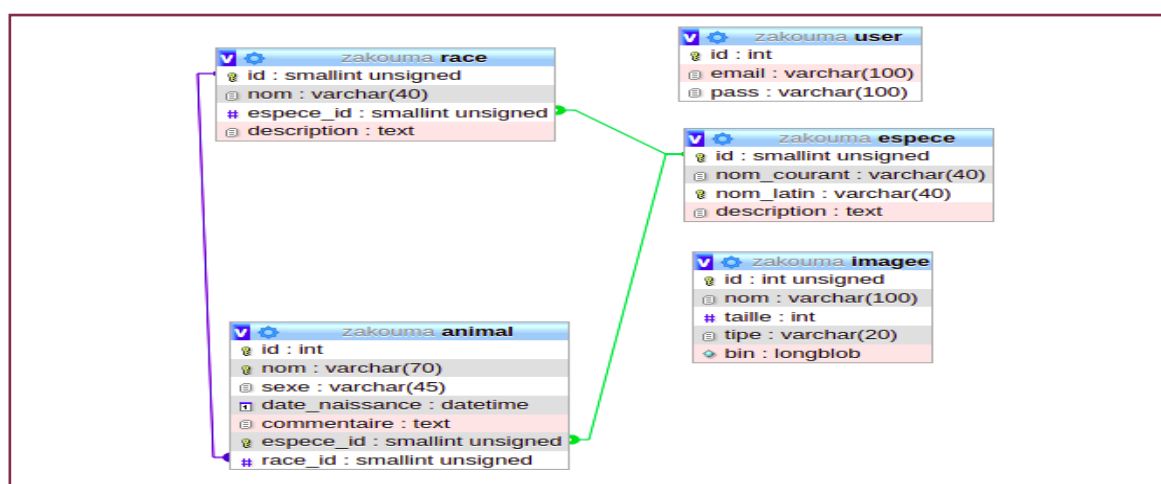 zakouma race
id : smallint unsigned
nom : varchar(40)
espece_id : smallint unsigned
description : text
zakouma user
id : int
email : varchar(100)
pass : varchar(100)
zakouma espece
id : smallint unsigned
nom_courant : varchar(40)
nom_latin : varchar(40)
description : text
zakouma imagee
id : int unsigned
nom : varchar(100)
taille : int
tipe : varchar(20)
bin : longblob
zakouma animal
id : int
nom : varchar(70)
sexe : varchar(45)
date_naissance : datetime
commentaire : text
espece_id : smallint unsigned
race_id : smallint unsigned